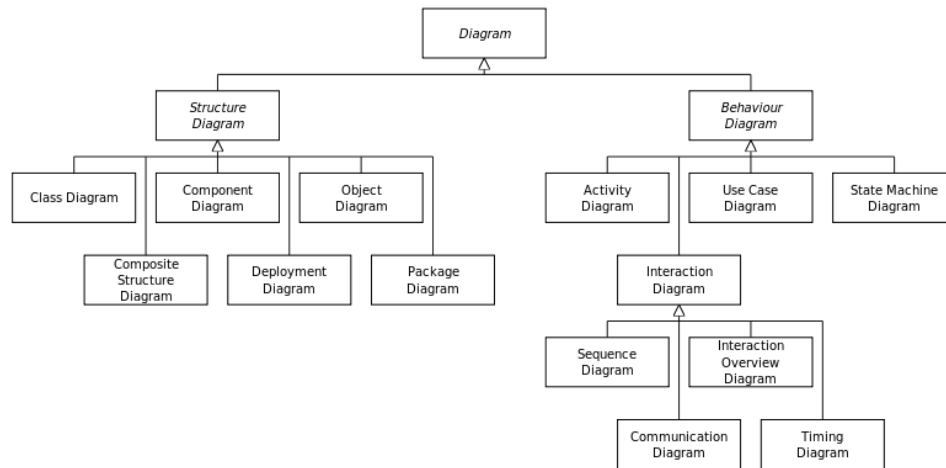 Diagram
Structure
Diagram
Behaviour
Diagram
Class Diagram
Component
Diagram
Object
Diagram
Activity
Diagram
Use Case
Diagram
State Machine
Diagram
Composite
Structure
Diagram
Deployment
Diagram
Package
Diagram
Interaction
Diagram
Sequence
Diagram
Interaction
Overview
Diagram
Communication
Diagram
Timing
Diagram